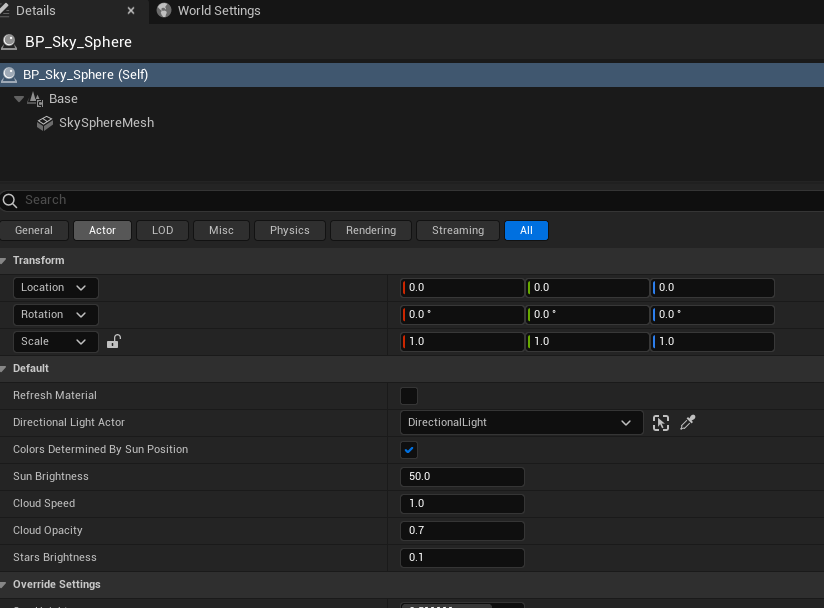 Details World Settings
BP_Sky_Sphere
BP_Sky_Sphere (Self)
Base
SkySphereMesh
Search
General Actor LOD Misc Physics Rendering Streaming All
Transform
Location 0.0 0.0 0.0
Rotation 0.0 ° 0.0 ° 0.0 °
Scale 1.0 1.0 1.0
Default
Refresh Material
Directional Light Actor DirectionalLight
Colors Determined By Sun Position
Sun Brightness 50.0
Cloud Speed 1.0
Cloud Opacity 0.7
Stars Brightness 0.1
Override Settings